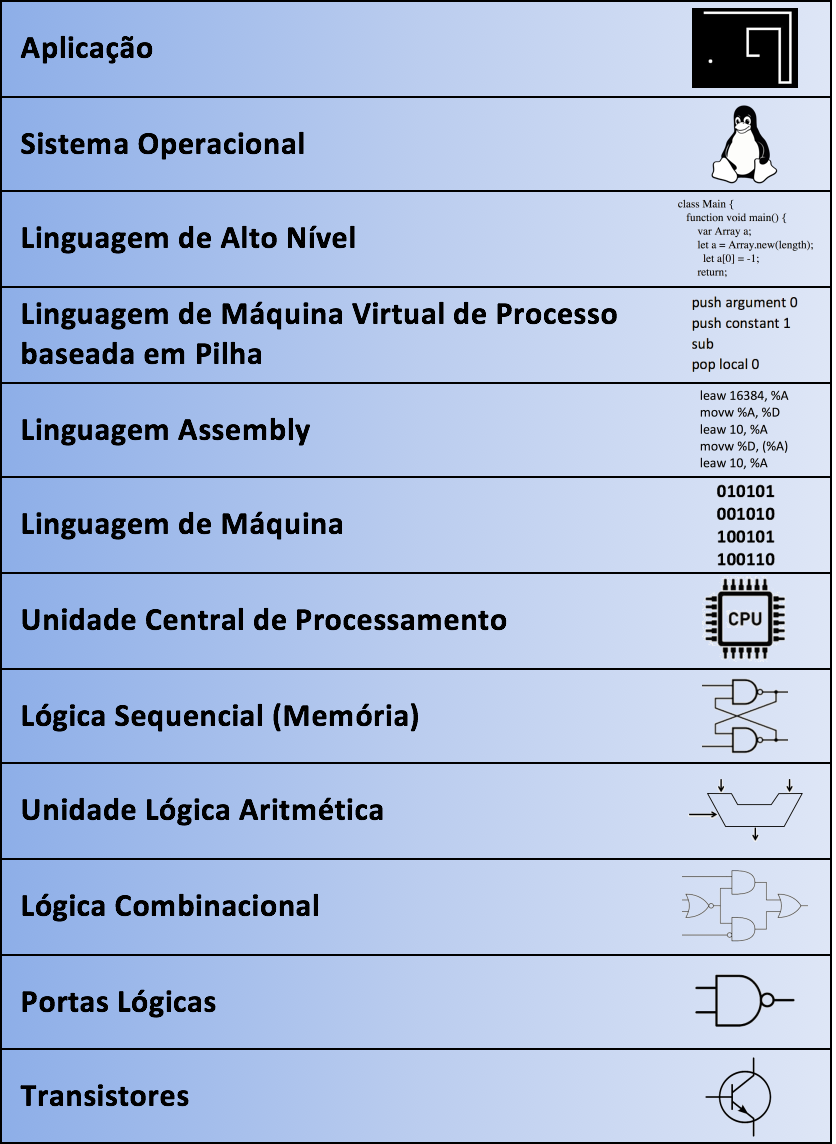 Aplicação
Sistema Operacional
Linguagem de Alto Nível
class Main {
function void main() {
var Array a;
let a = Array.new(length);
let a[0] = -1;
return;
Linguagem de Máquina Virtual de Processo
baseada em Pilha
push argument 0
push constant 1
sub
pop local 0
Linguagem Assembly
leaw 16384, %A
movw %A, %D
leaw 10, %A
movw %D, (%A)
leaw 10, %A
Linguagem de Máquina
010101
001010
100101
100110
Unidade Central de Processamento
CPU
Lógica Sequencial (Memória)
Unidade Lógica Aritmética
Lógica Combinacional
Portas Lógicas
Transistores